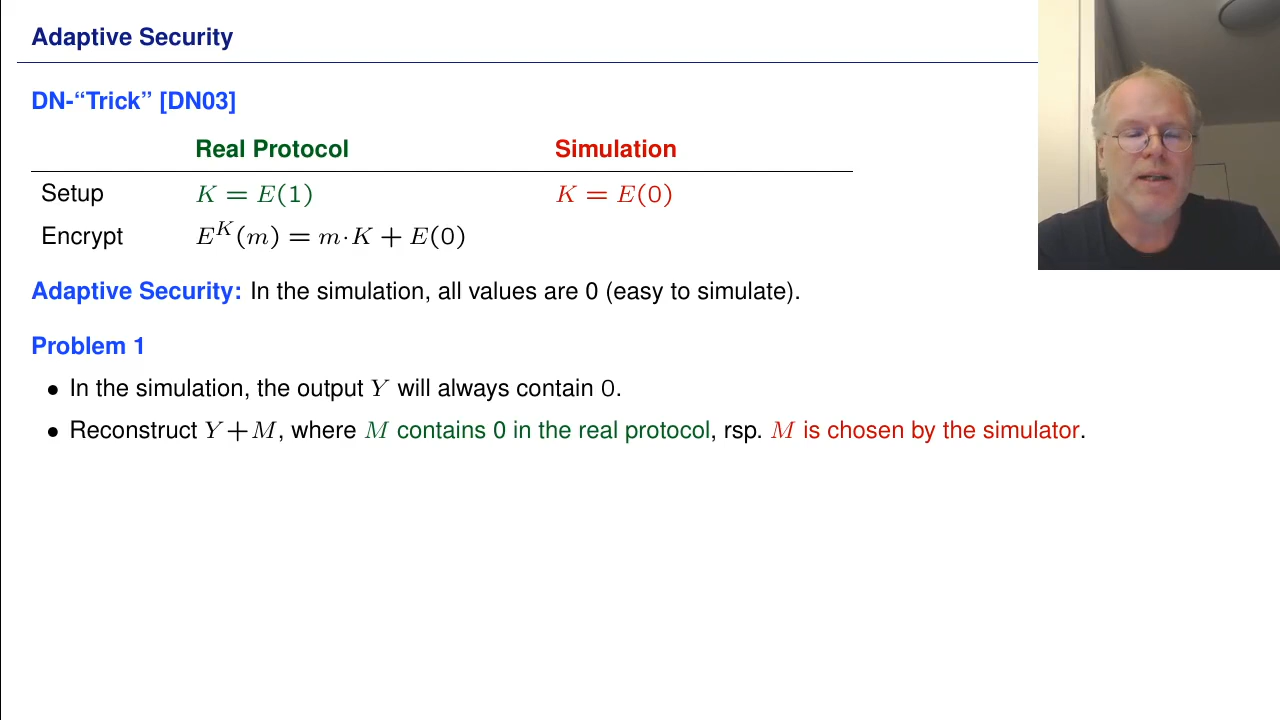 Adaptive Security
DN-“Trick” [DN03]
Real Protocol Simulation
Setup K = E(1) K = E(0)
Encrypt E^K(m) = m·K + E(0)
Adaptive Security: In the simulation, all values are 0 (easy to simulate).
Problem 1
• In the simulation, the output Y will always contain 0.
• Reconstruct Y+M, where M contains 0 in the real protocol, rsp. M is chosen by the simulator.